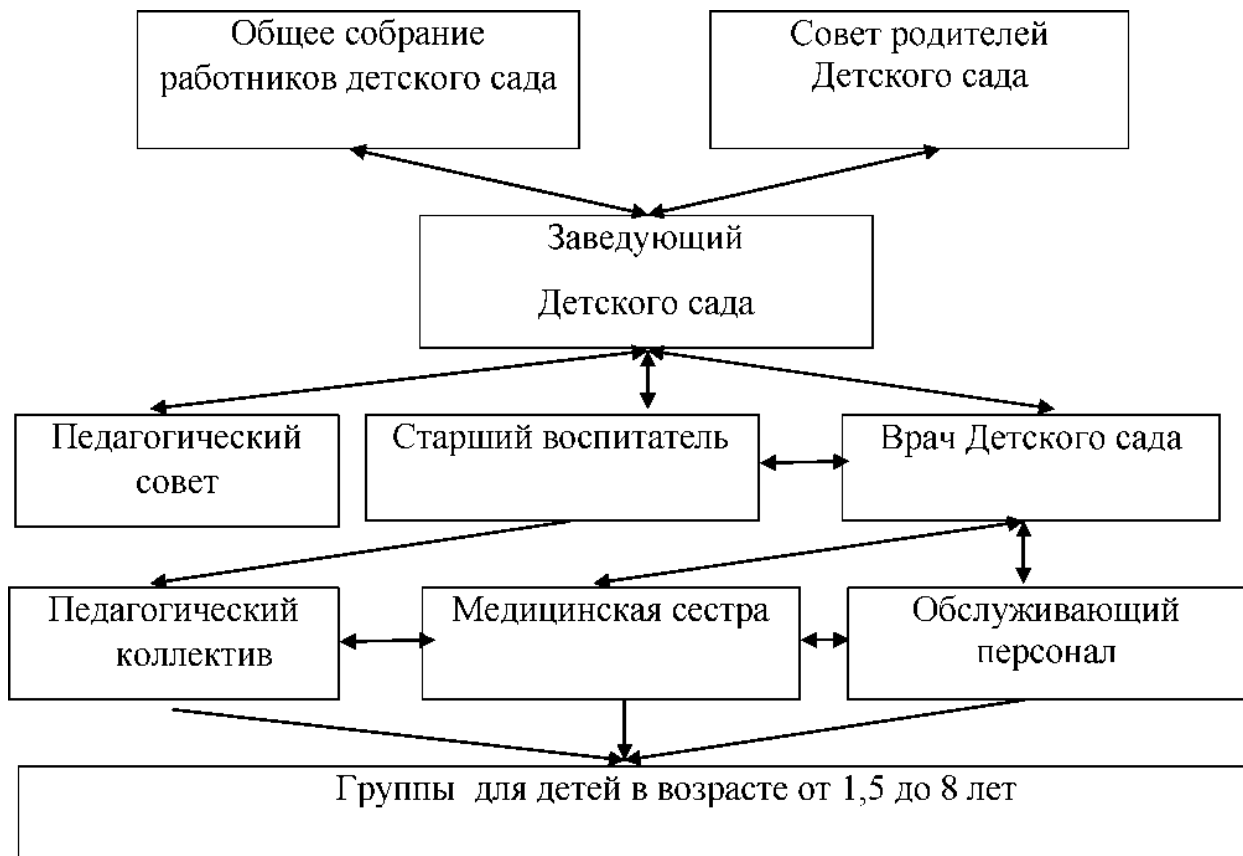 Общее собрание
работников детского сада
Совет родителей
Детского сада
Заведующий
Детского сада
Педагогический
совет
Старший воспитатель
Врач Детского сада
Педагогический
коллектив
Медицинская сестра
Обслуживающий
персонал
Группы для детей в возрасте от 1,5 до 8 лет